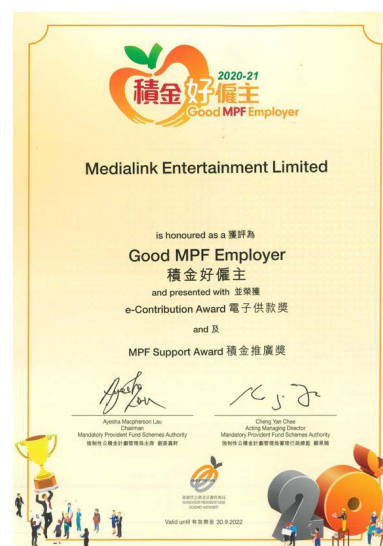 2020-21
積金好僱主
Good MPF Employer
Medialink Entertainment Limited
is honoured as a 獲評為
Good MPF Employer
積金好僱主
and presented with 並榮獲
e-Contribution Award 電子供款獎
and 及
MPF Support Award 積金推廣獎
Ayesha Macpherson Lau
Chairman
Mandatory Provident Fund Schemes Authority
強制性公積金計劃管理局主席 劉麥嘉軒
Cheng Yan Chee
Acting Managing Director
Mandatory Provident Fund Schemes Authority
強制性公積金計劃管理局署理行政總監 鄭恩賜
強制性公積金計劃管理局
MANDATORY PROVIDENT FUND
SCHEMES AUTHORITY
Valid until 有效期至 30.9.2022
20